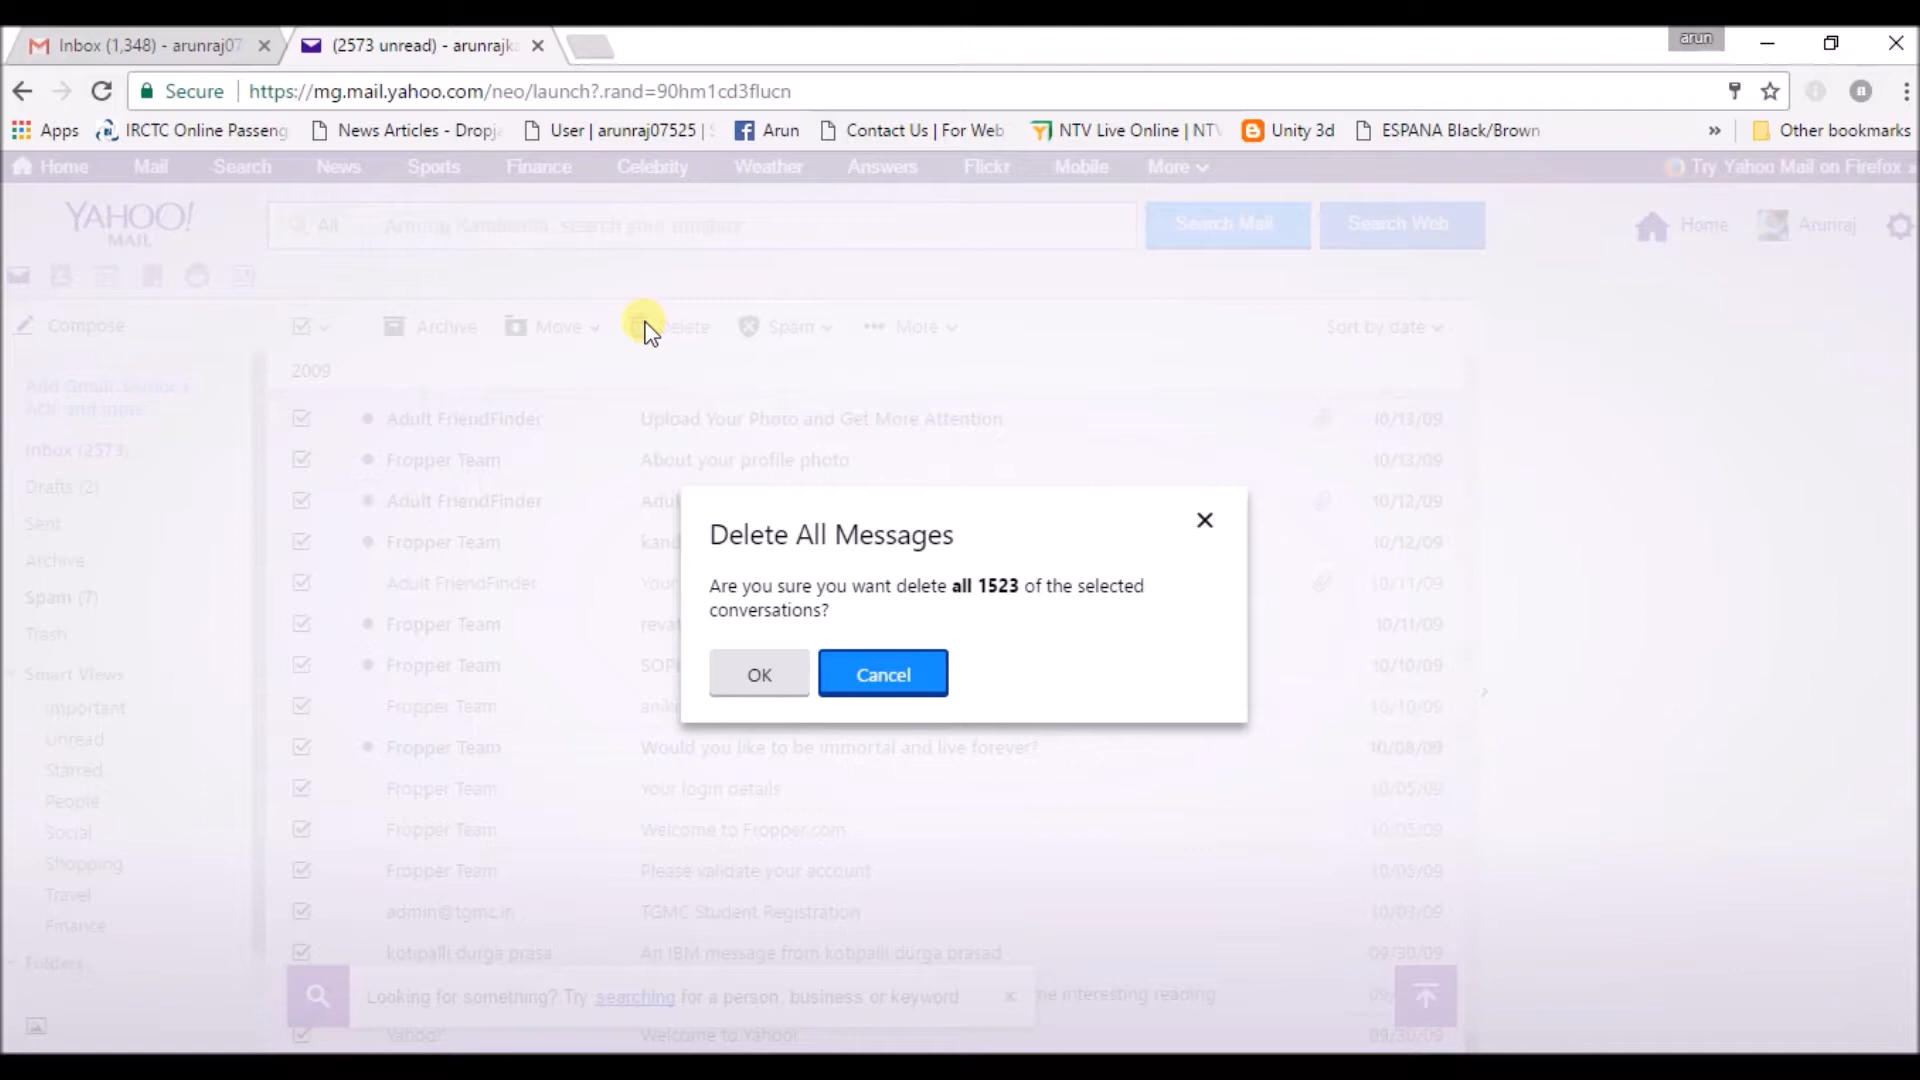 arun
Inbox (1,348) - arunraj07
(2573 unread) - arunrajka
Secure
https://mg.mail.yahoo.com/neo/launch?.rand=90hm1cd3flucn
Apps
IRCTC Online Passeng
News Articles - Dropj
User | arunraj07525 |
Arun
Contact Us | For Web
NTV Live Online | NTV
Unity 3d
ESPANA Black/Brown
»
Other bookmarks
Home
Mail
Search
News
Sports
Finance
Celebrity
Weather
Answers
Flickr
Mobile
More
Try Yahoo Mail on Firefox »
YAHOO!
MAIL
All
search your mailbox
Search Mail
Search Web
Home
Arunraj
Compose
Archive
Move
Delete
Spam
More
Sort by date
2009
Inbox (2573)
Drafts (2)
Sent
Archive
Spam (7)
Trash
Smart Views
Important
Unread
Starred
People
Social
Shopping
Travel
Finance
Folders
Adult FriendFinder Upload Your Photo and Get More Attention 10/13/09
Fropper Team About your profile photo 10/13/09
Adult FriendFinder 10/12/09
Fropper Team 10/12/09
Adult FriendFinder 10/11/09
Fropper Team 10/11/09
Fropper Team 10/10/09
Fropper Team 10/10/09
Fropper Team Would you like to be immortal and live forever? 10/08/09
Fropper Team Your login details 10/05/09
Fropper Team Welcome to Fropper.com 10/05/09
Fropper Team Please validate your account 10/05/09
admin@tgmc.in TGMC Student Registration 10/03/09
kotipalli durga prasa An IBM message from kotipalli durga prasad 09/30/09
me interesting reading
Yahoo! Welcome to Yahoo! 09/30/09
Delete All Messages
Are you sure you want delete all 1523 of the selected
conversations?
OK
Cancel
Looking for something? Try searching for a person, business or keyword